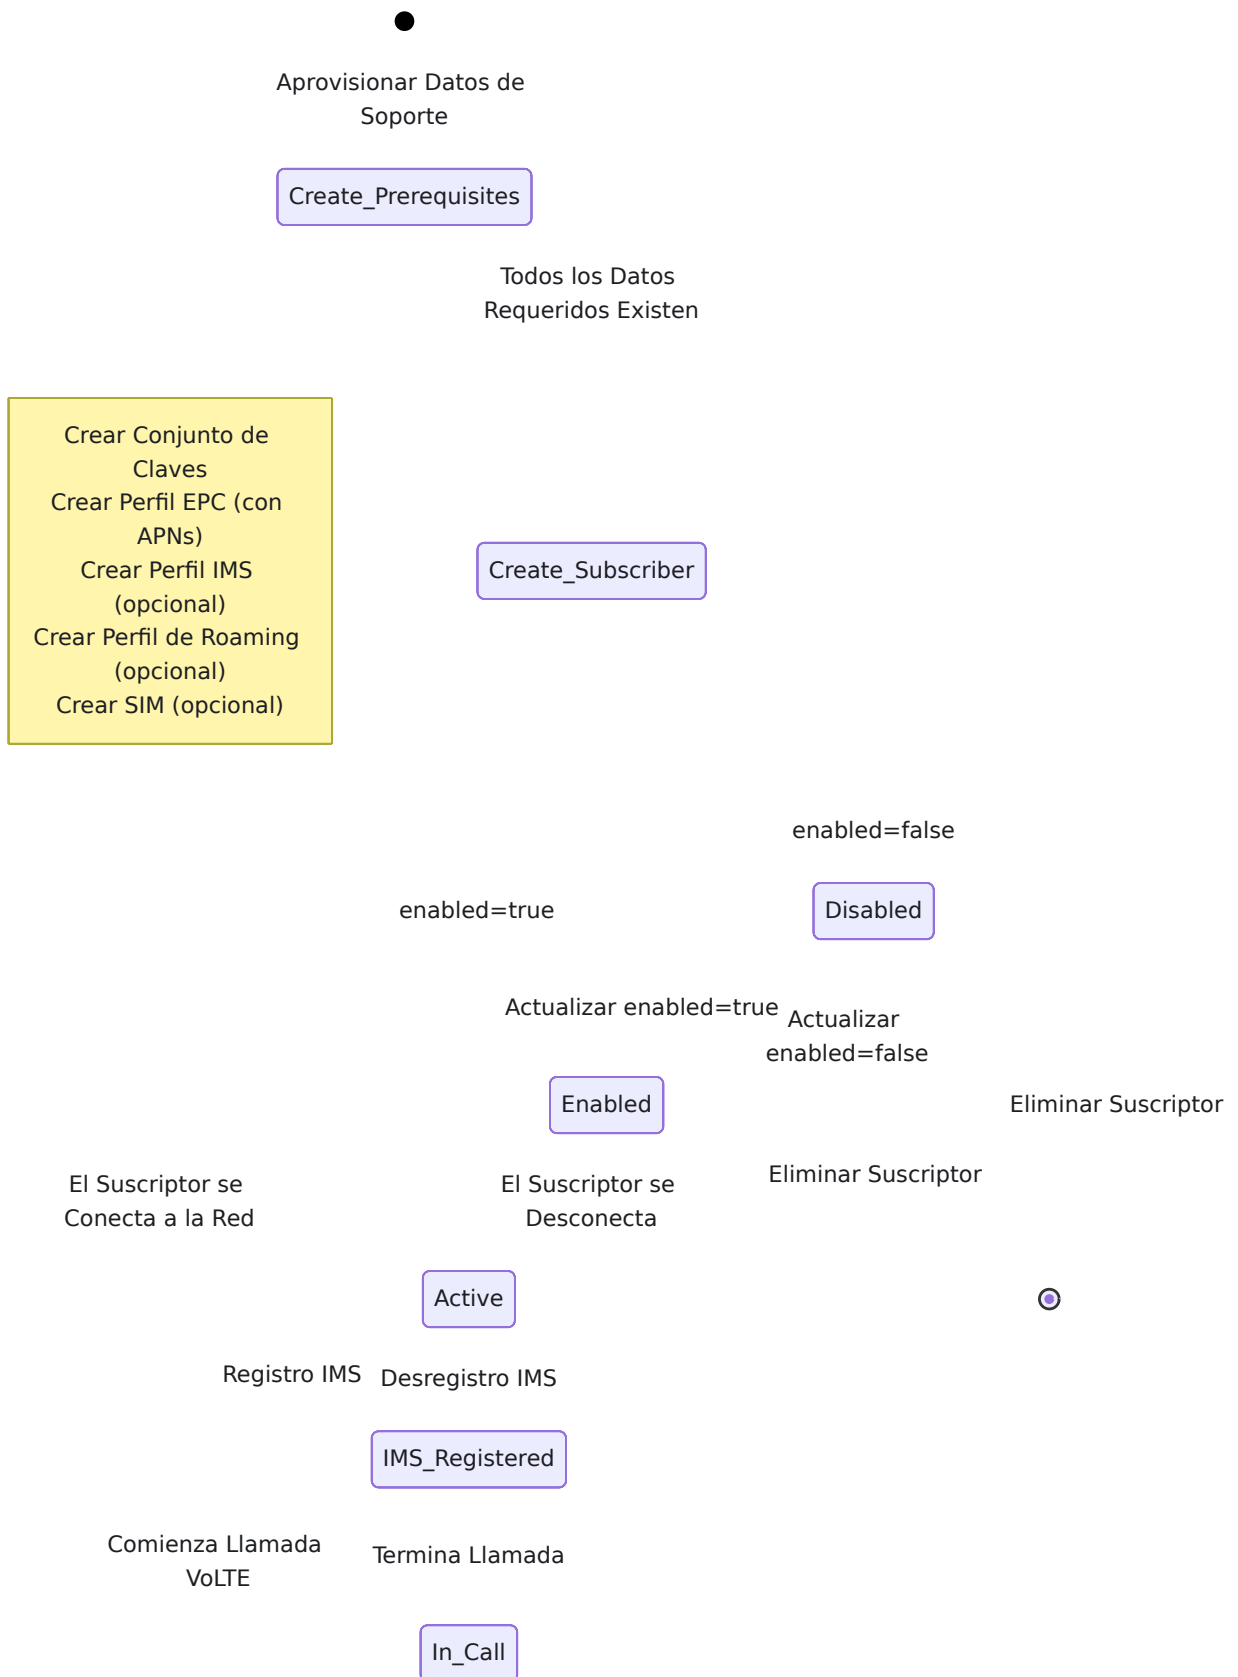 Aprovisionar Datos de
Soporte
Create_Prerequisites
Todos los Datos
Requeridos Existen
Crear Conjunto de
Claves
Crear Perfil EPC (con
APNs)
Crear Perfil IMS
(opcional)
Crear Perfil de Roaming
(opcional)
Crear SIM (opcional)
Create_Subscriber
enabled=false
enabled=true
Disabled
Actualizar enabled=true
Actualizar
enabled=false
Enabled
Eliminar Suscriptor
Eliminar Suscriptor
El Suscriptor se
Conecta a la Red
El Suscriptor se
Desconecta
Active
Registro IMS
Desregistro IMS
IMS_Registered
Comienza Llamada
VoLTE
Termina Llamada
In_Call